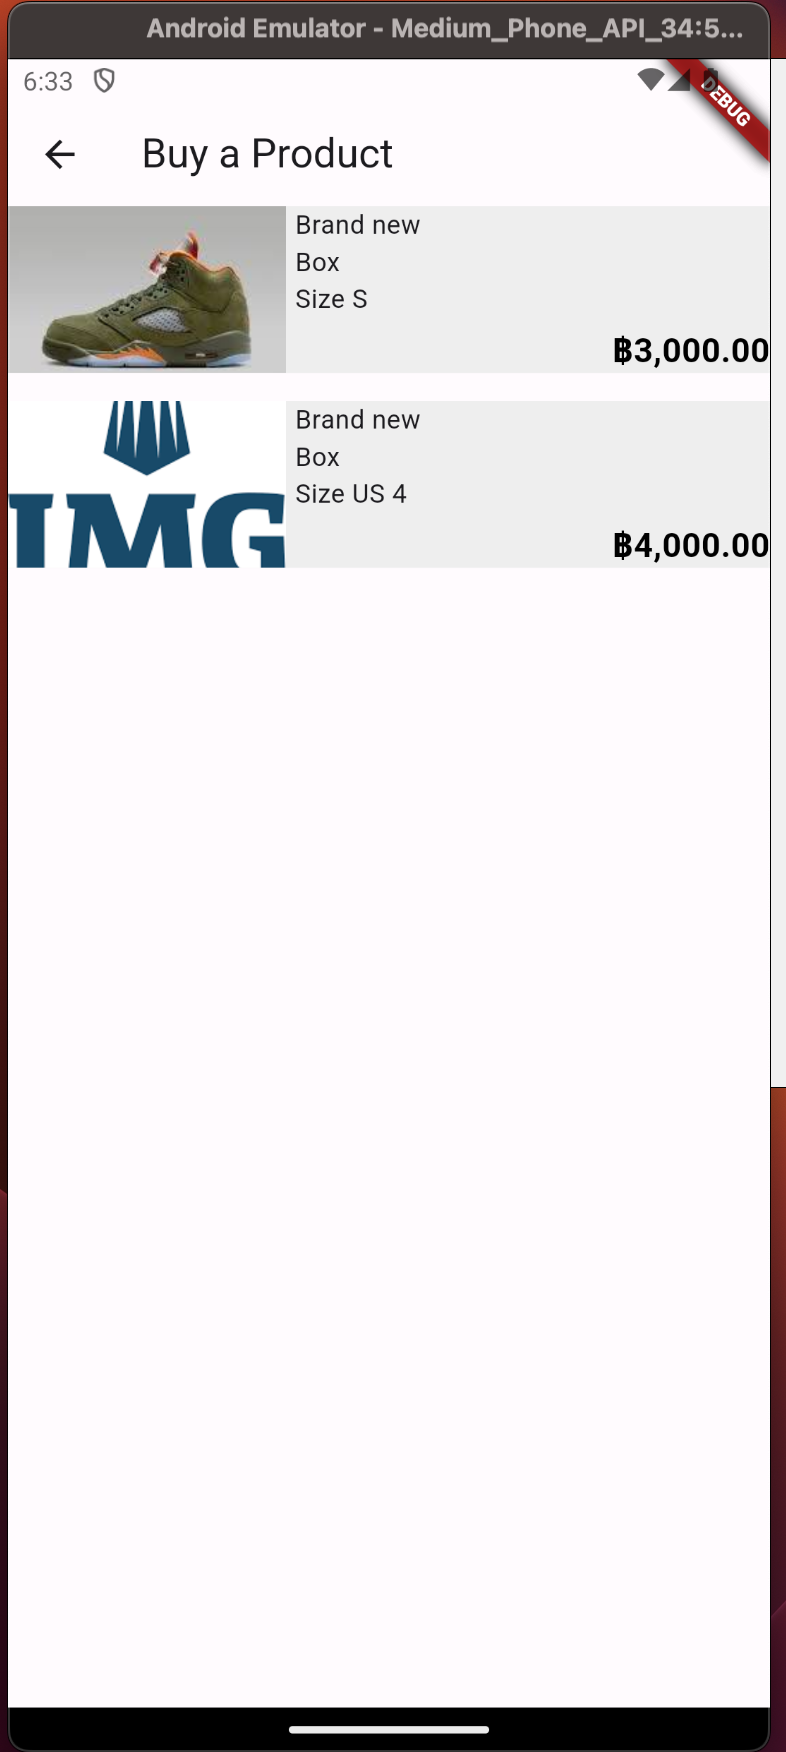 Android Emulator - Medium_Phone_API_34:5...
6:33
DEBUG
Buy a Product
Brand new
Box
Size S
฿3,000.00
IMG
Brand new
Box
Size US 4
฿4,000.00